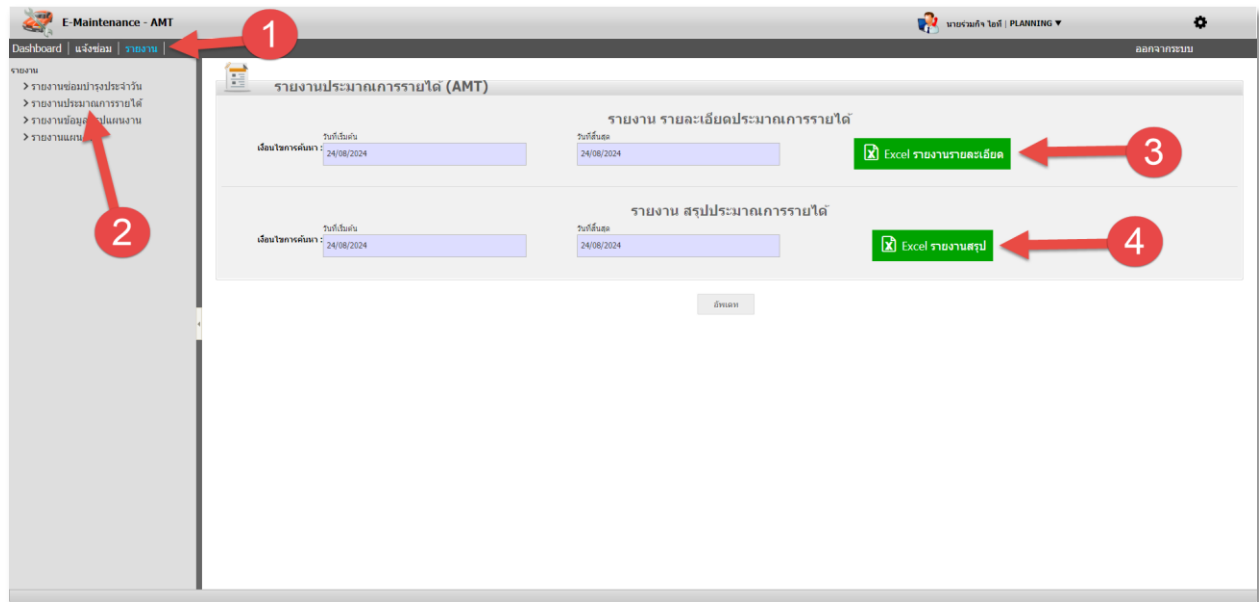 E-Maintenance - AMT
นายร่วมกิจ ไอที | PLANNING ▼
Dashboard | แจ้งซ่อม | รายงาน |
ออกจากระบบ
1
รายงาน
รายงานซ่อมบำรุงประจำวัน
รายงานประมาณการรายได้
รายงานข้อมูล
รายงานแผน
2
รายงานประมาณการรายได้ (AMT)
รายงาน รายละเอียดประมาณการรายได้
วันที่เริ่มต้น
วันที่สิ้นสุด
เงื่อนไขการค้นหา :
24/08/2024
24/08/2024
Excel รายงานรายละเอียด
3
รายงาน สรุปประมาณการรายได้
วันที่เริ่มต้น
วันที่สิ้นสุด
เงื่อนไขการค้นหา :
24/08/2024
24/08/2024
Excel รายงานสรุป
4
อัพเดท